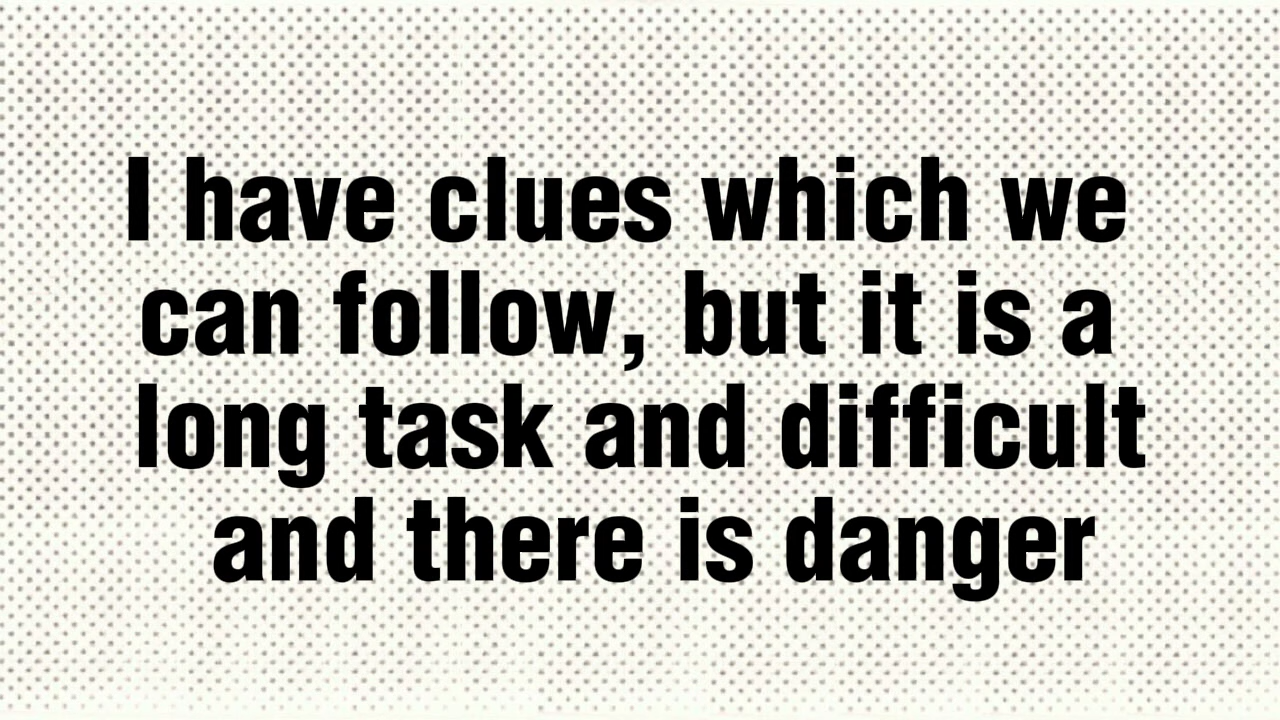 I have clues which we
can follow, but it is a
long task and difficult
and there is danger